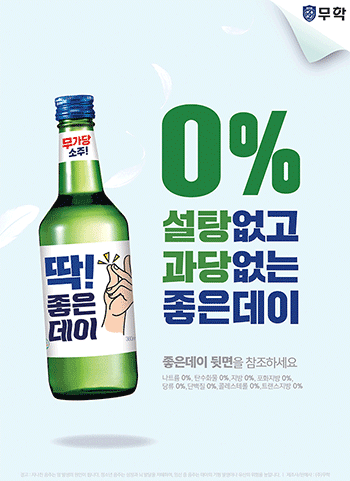 무학
0%
설탕없고
과당없는
좋은데이
무가당
소주!
딱!
좋은
데이
좋은데이 뒷면을 참조하세요
나트륨 0%, 탄수화물 0%, 지방 0%, 포화지방 0%,
당류 0%, 단백질 0%, 콜레스테롤 0%, 트랜스지방 0%